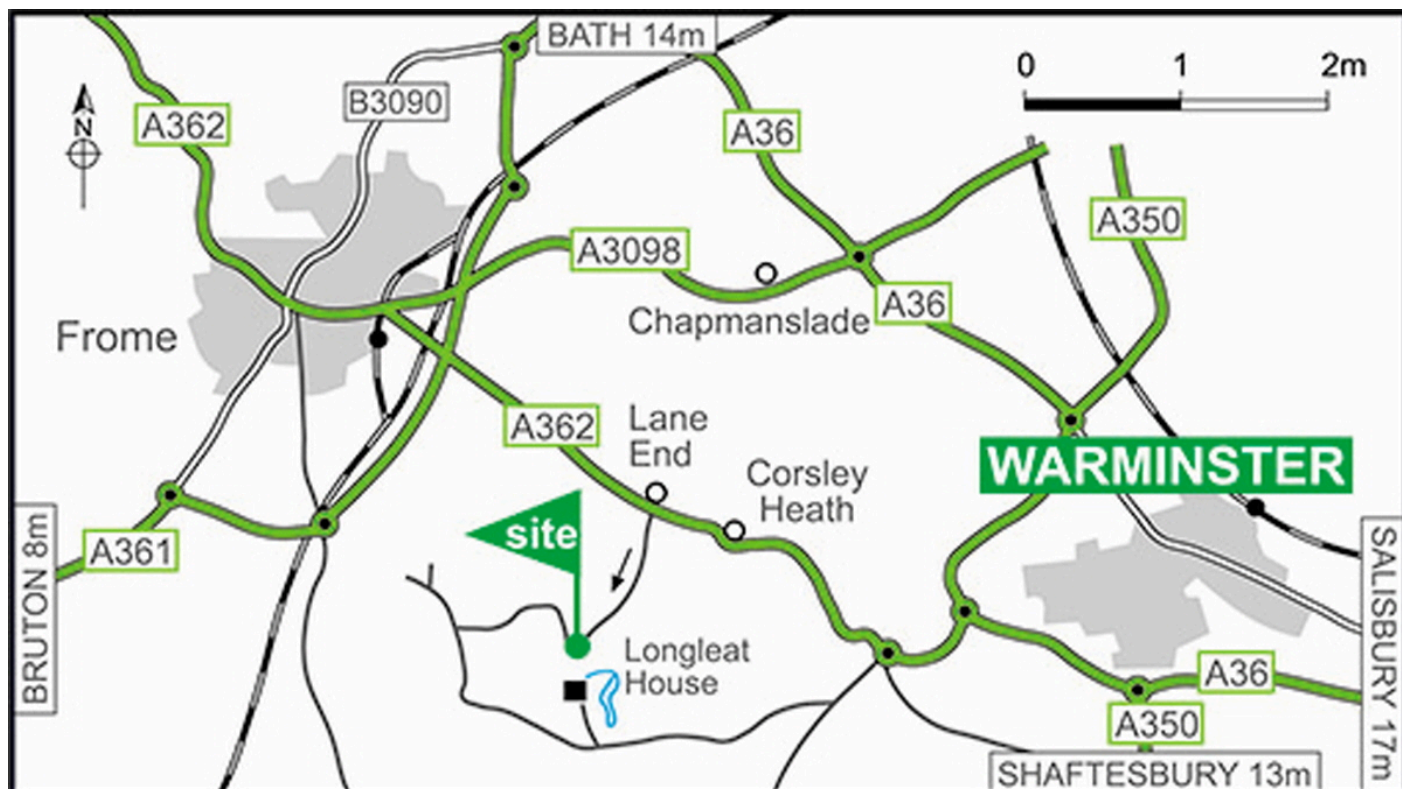 BATH 14m
0 1 2m
B3090
N
A362
A36
A350
A3098
A36
Chapmanslade
Frome
Lane
End
A362
WARMINSTER
Corsley
Heath
site
A361
BRUTON 8m
SALISBURY 17m
Longleat
House
A36
A350
SHAFTESBURY 13m